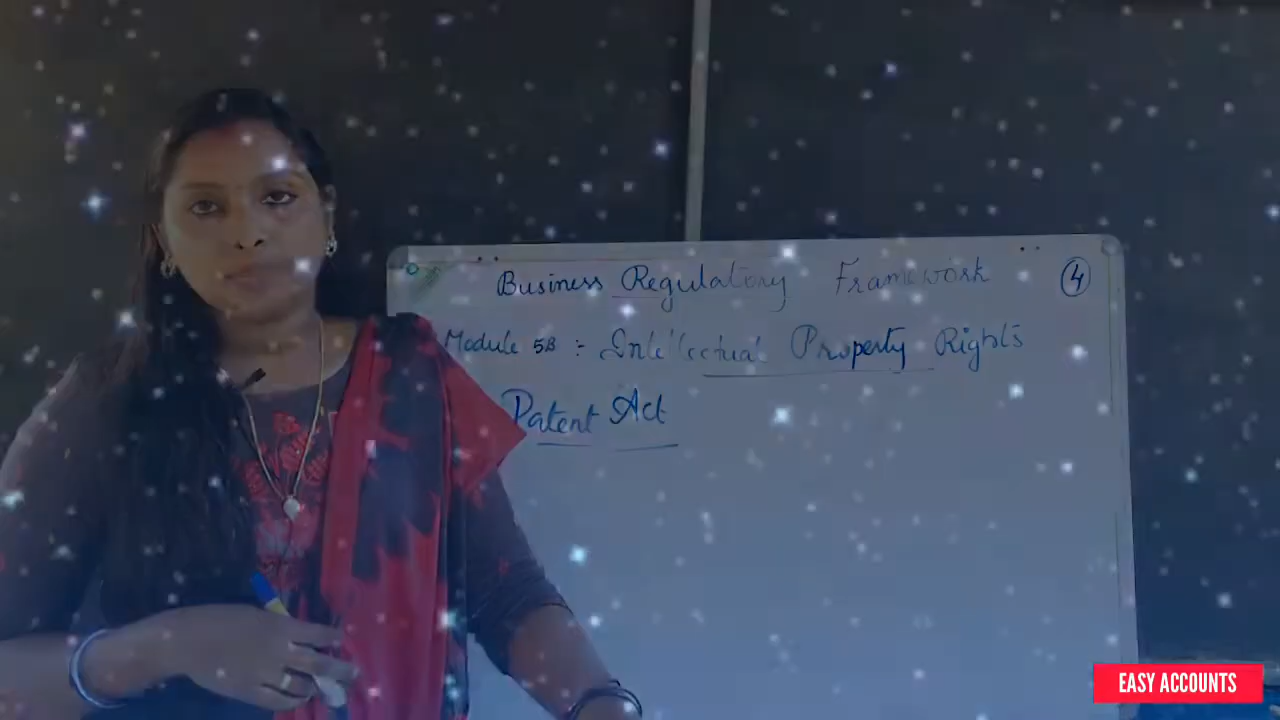 Business Regulatory Framework 4
Module 5B :- Intellectual Property Rights
Patent Act
EASY ACCOUNTS